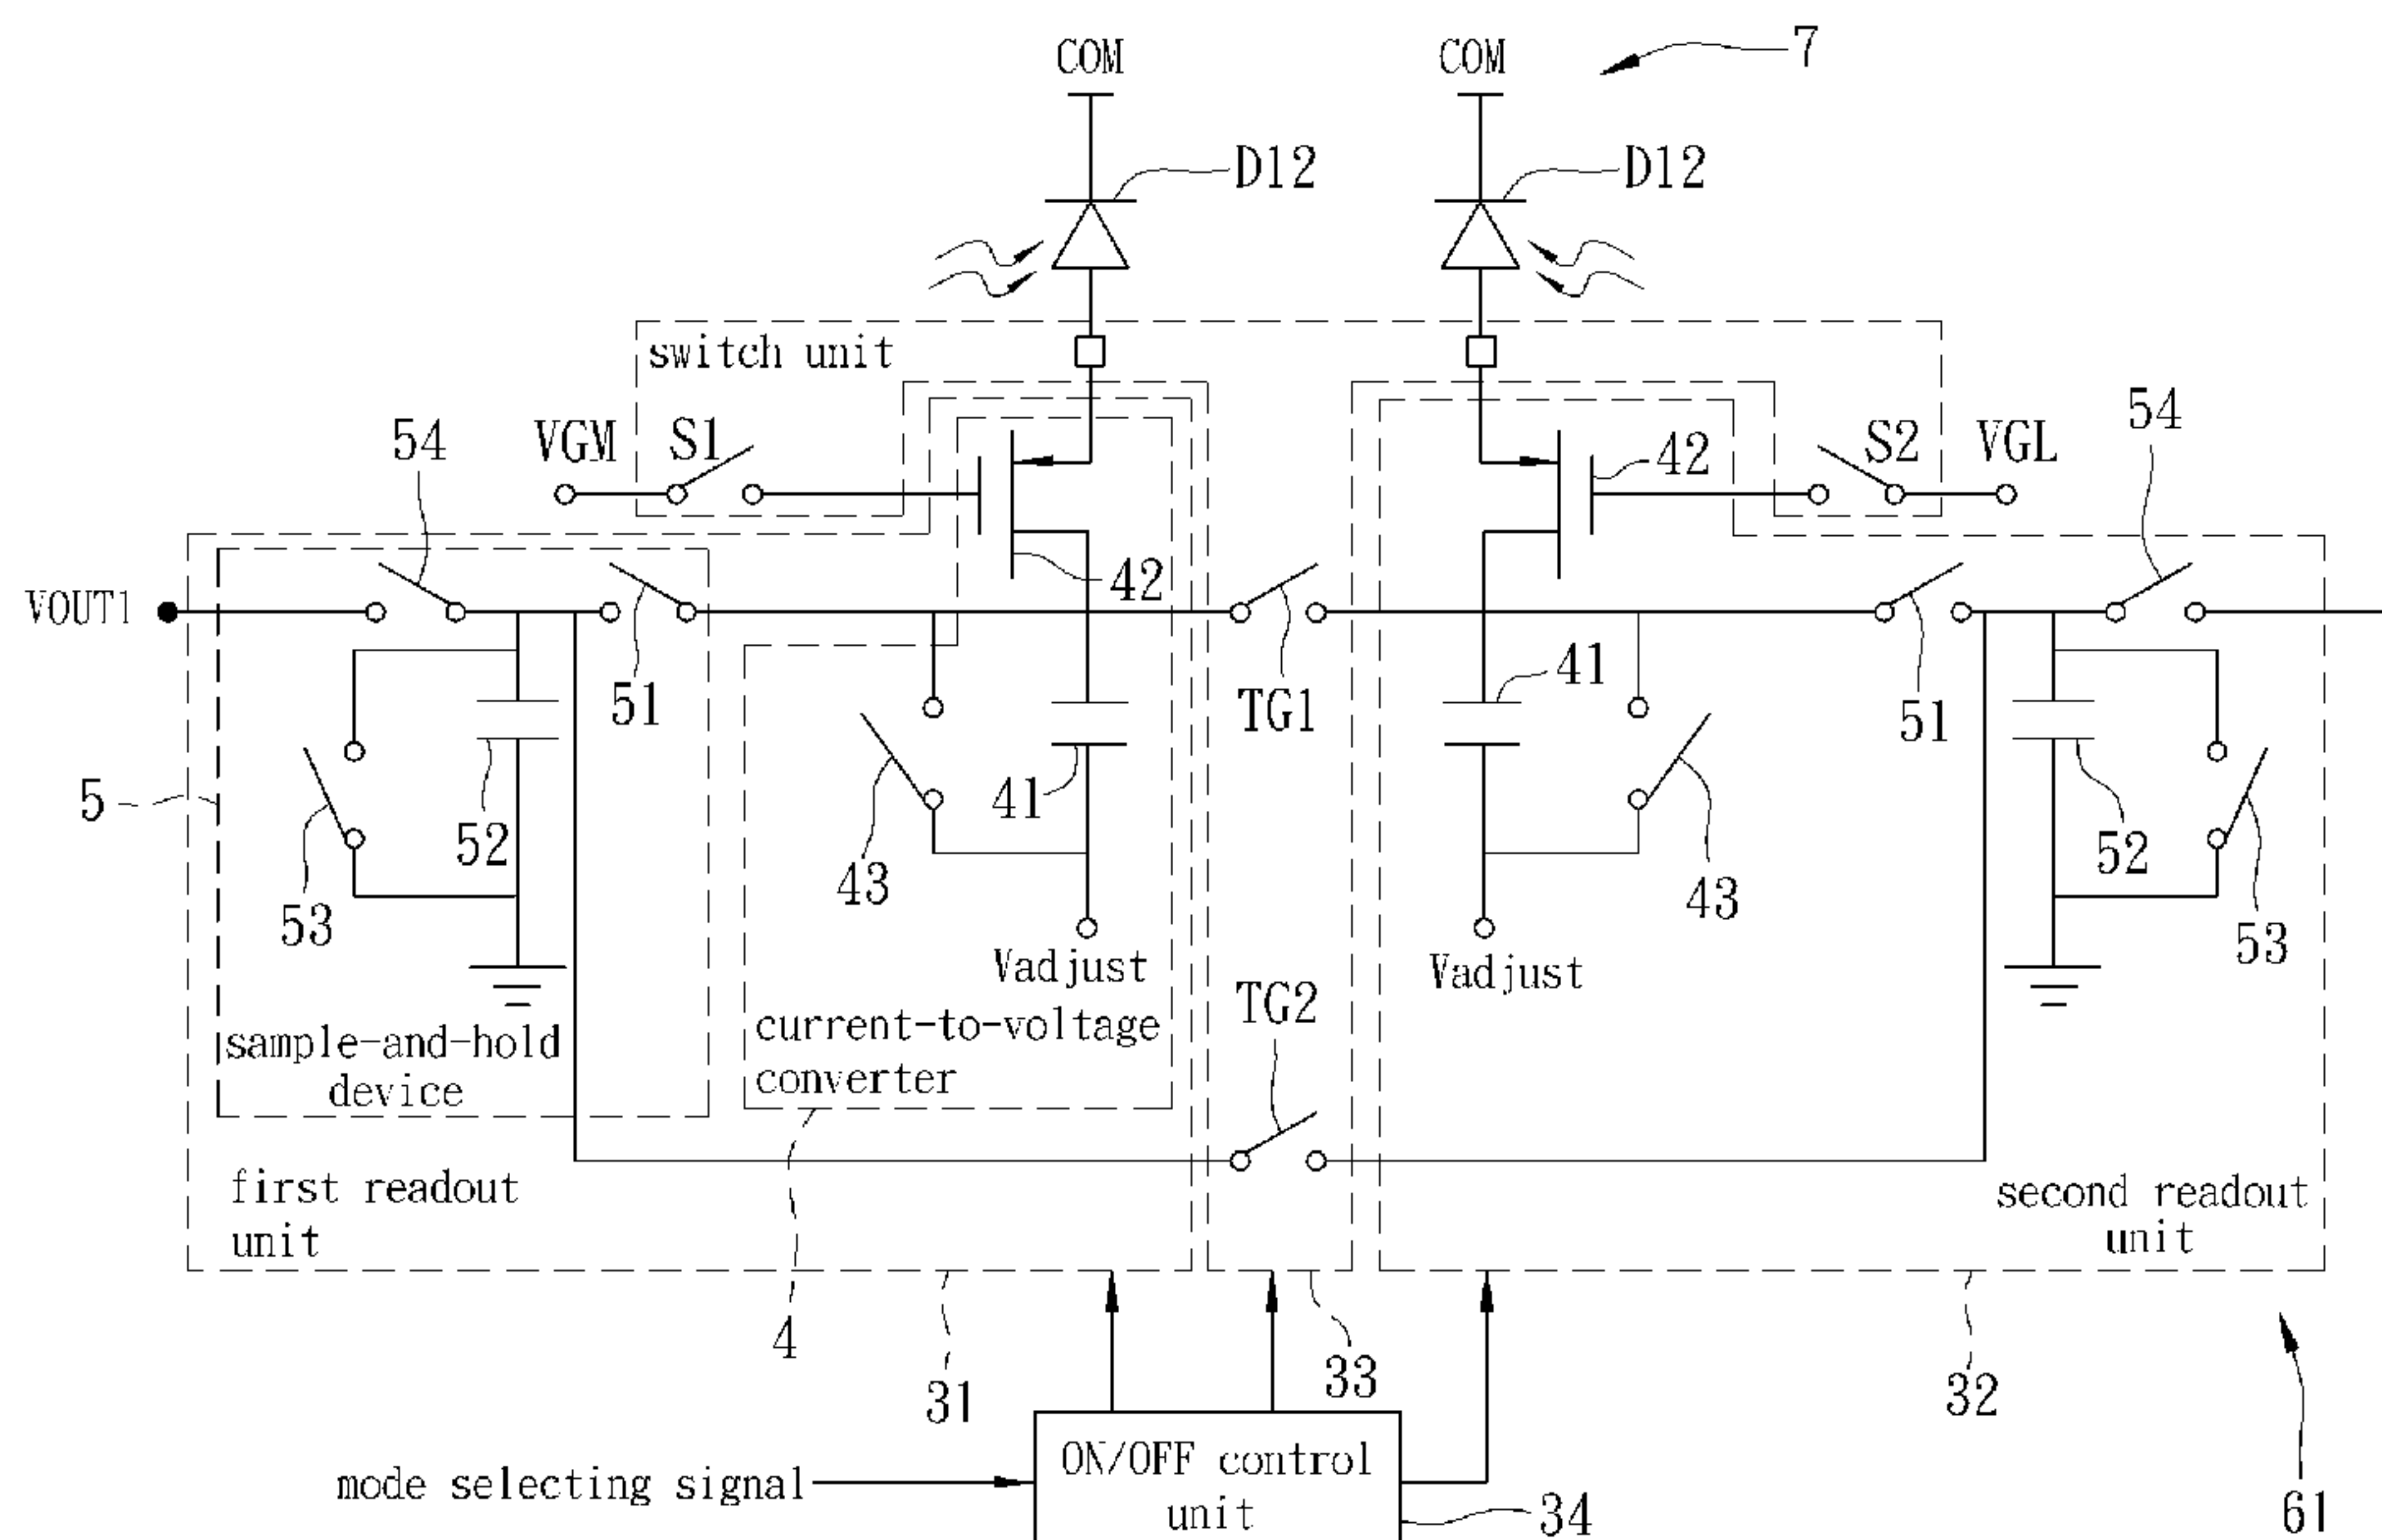 COM
COM
7
D12
D12
switch unit
54
VGM
S1
42
S2
VGL
54
42
VOUT1
51
TG1
41
51
5
53
52
43
41
43
52
53
Vadjust
Vadjust
TG2
sample-and-hold
device
current-to-voltage
converter
first readout
unit
second readout
unit
4
31
33
32
mode selecting signal
ON/OFF control
unit
34
61